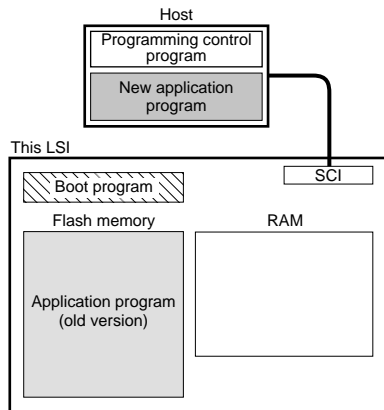 Host
Programming control
program
New application
program
This LSI
SCI
Boot program
Flash memory
RAM
Application program
(old version)